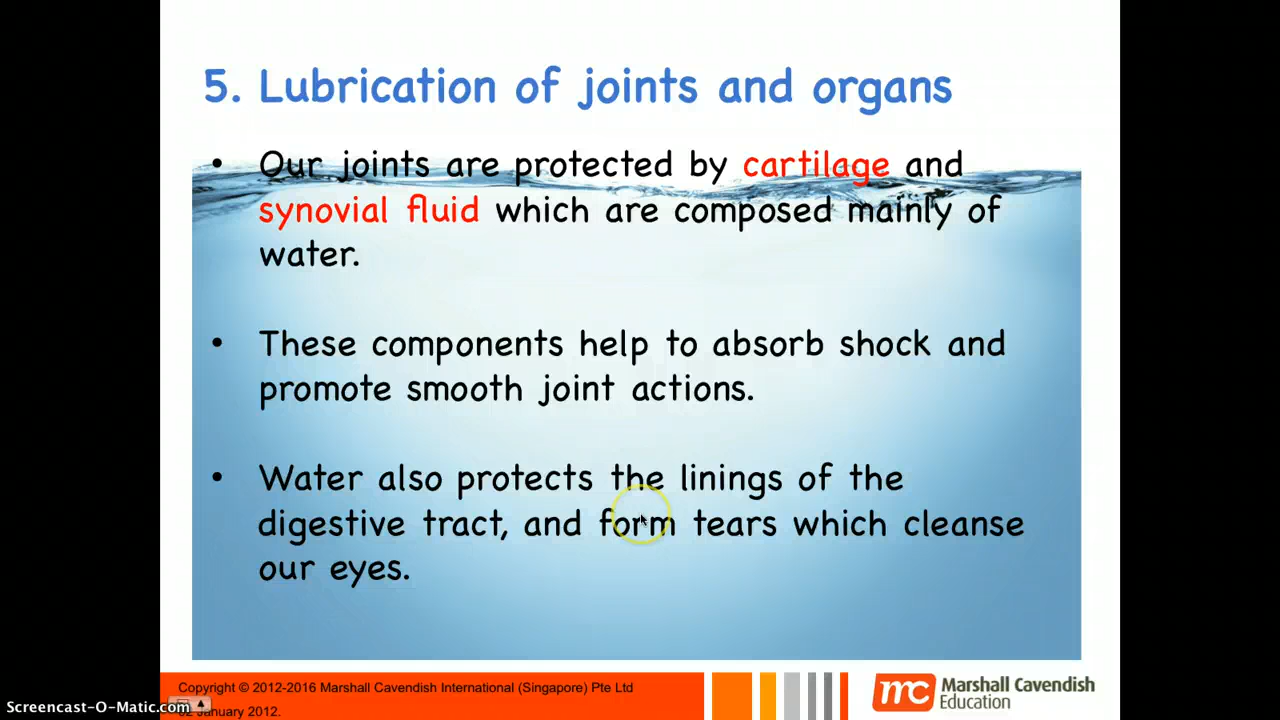 5. Lubrication of joints and organs
• Our joints are protected by cartilage and
synovial fluid which are composed mainly of
water.
• These components help to absorb shock and
promote smooth joint actions.
• Water also protects the linings of the
digestive tract, and form tears which cleanse
our eyes.
Copyright © 2012-2016 Marshall Cavendish International (Singapore) Pte Ltd
January 2012.
Screencast-O-Matic.com
mc Marshall Cavendish
Education